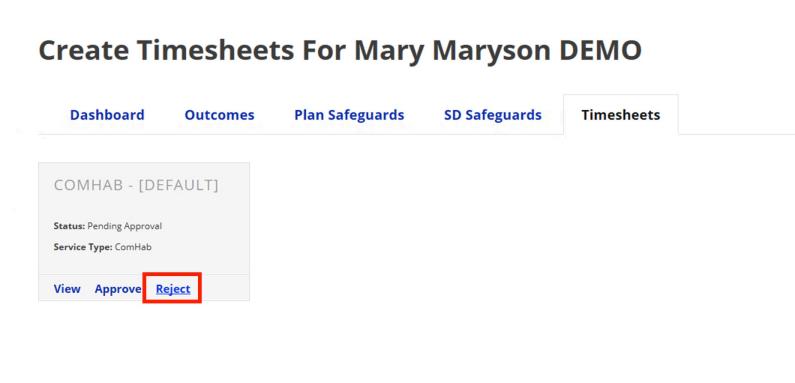 Create Timesheets For Mary Maryson DEMO
Dashboard Outcomes Plan Safeguards SD Safeguards Timesheets
COMHAB - [DEFAULT]
Status: Pending Approval
Service Type: ComHab
View Approve Reject